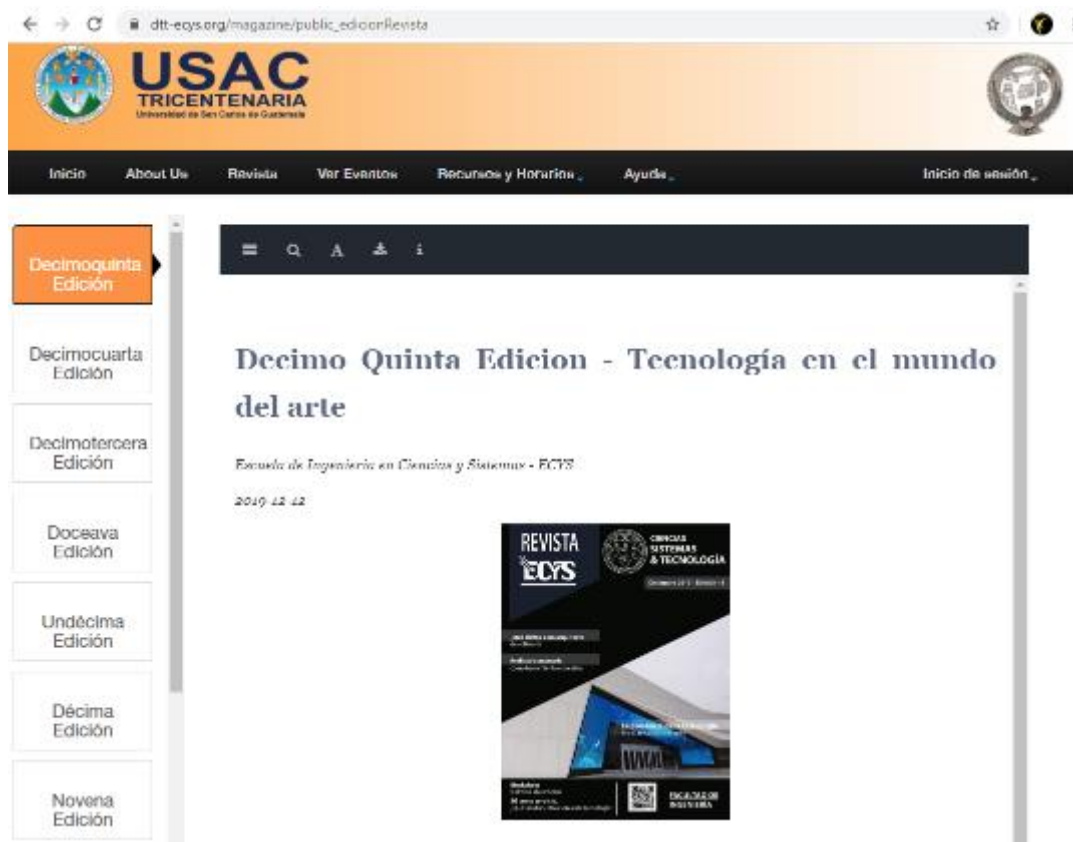 dtt-ecys.org/magazine/public_edicionRevista
USAC
TRICENTENARIA
Universidad de San Carlos de Guatemala
Inicio About Us Revista Ver Eventos Recursos y Horarios Ayuda Inicio de sesión
Decimoquinta
Edición
Decimocuarta
Edición
Decimotercera
Edición
Doceava
Edición
Undécima
Edición
Décima
Edición
Novena
Edición
A i
Decimo Quinta Edicion - Tecnología en el mundo
del arte
Escuela de Ingenieria en Ciencias y Sistemas - ECYS
2019-12-12
REVISTA
ECYS
CIENCIAS
SISTEMAS
& TECNOLOGÍA
FACULTAD DE
INGENIERÍA